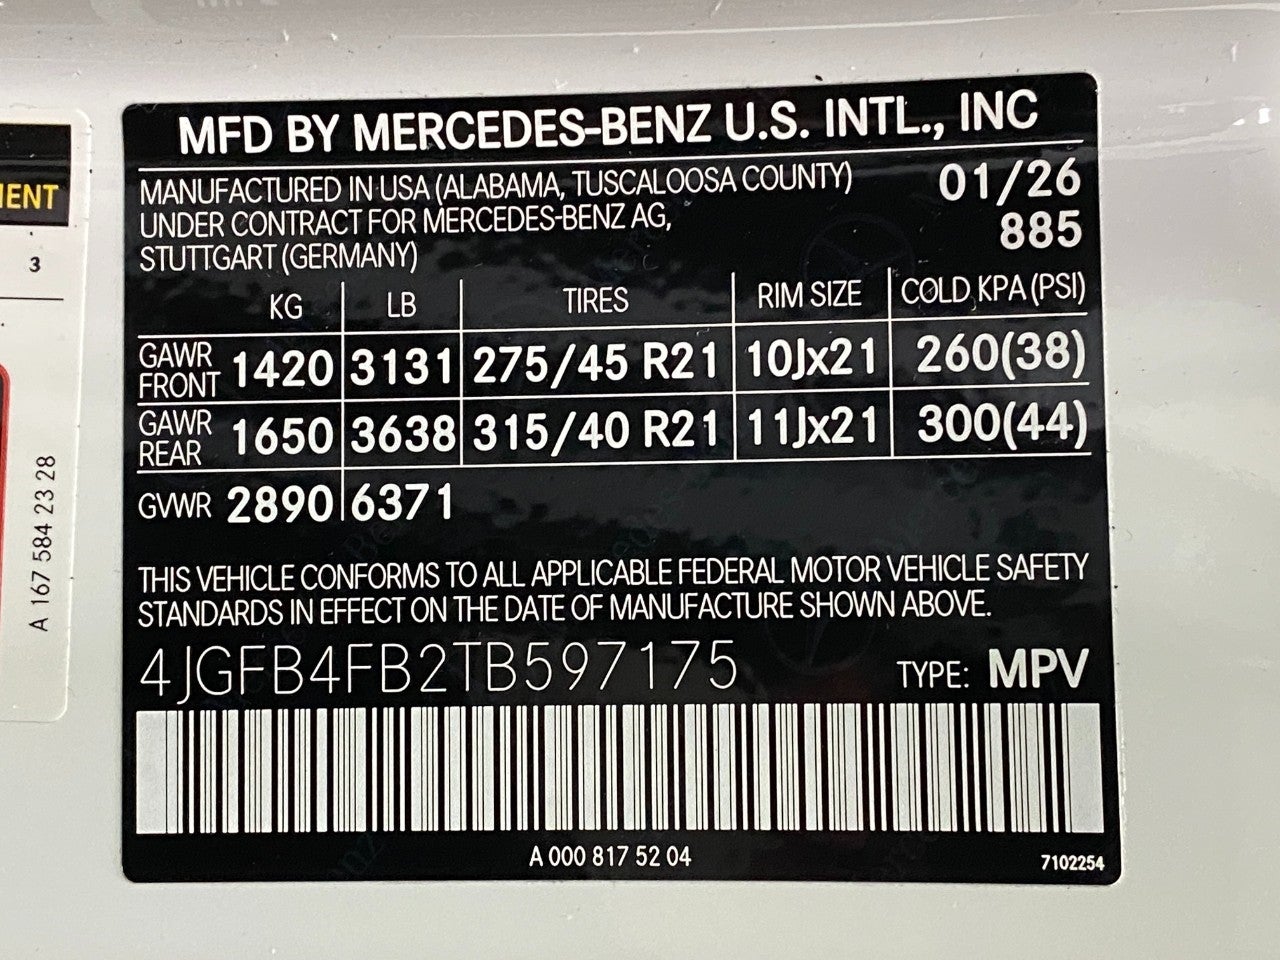 MFD BY MERCEDES-BENZ U.S. INTL., INC
MANUFACTURED IN USA (ALABAMA, TUSCALOOSA COUNTY) 01/26
UNDER CONTRACT FOR MERCEDES-BENZ AG, 885
STUTTGART (GERMANY)
KG LB TIRES RIM SIZE COLD KPA (PSI)
GAWR FRONT 1420 3131 275/45 R21 10Jx21 260(38)
GAWR REAR 1650 3638 315/40 R21 11Jx21 300(44)
GVWR 2890 6371
THIS VEHICLE CONFORMS TO ALL APPLICABLE FEDERAL MOTOR VEHICLE SAFETY
STANDARDS IN EFFECT ON THE DATE OF MANUFACTURE SHOWN ABOVE.
4JGFB4FB2TB597175 TYPE: MPV
A 000 817 52 04 7102254
3
A 167 584 23 28